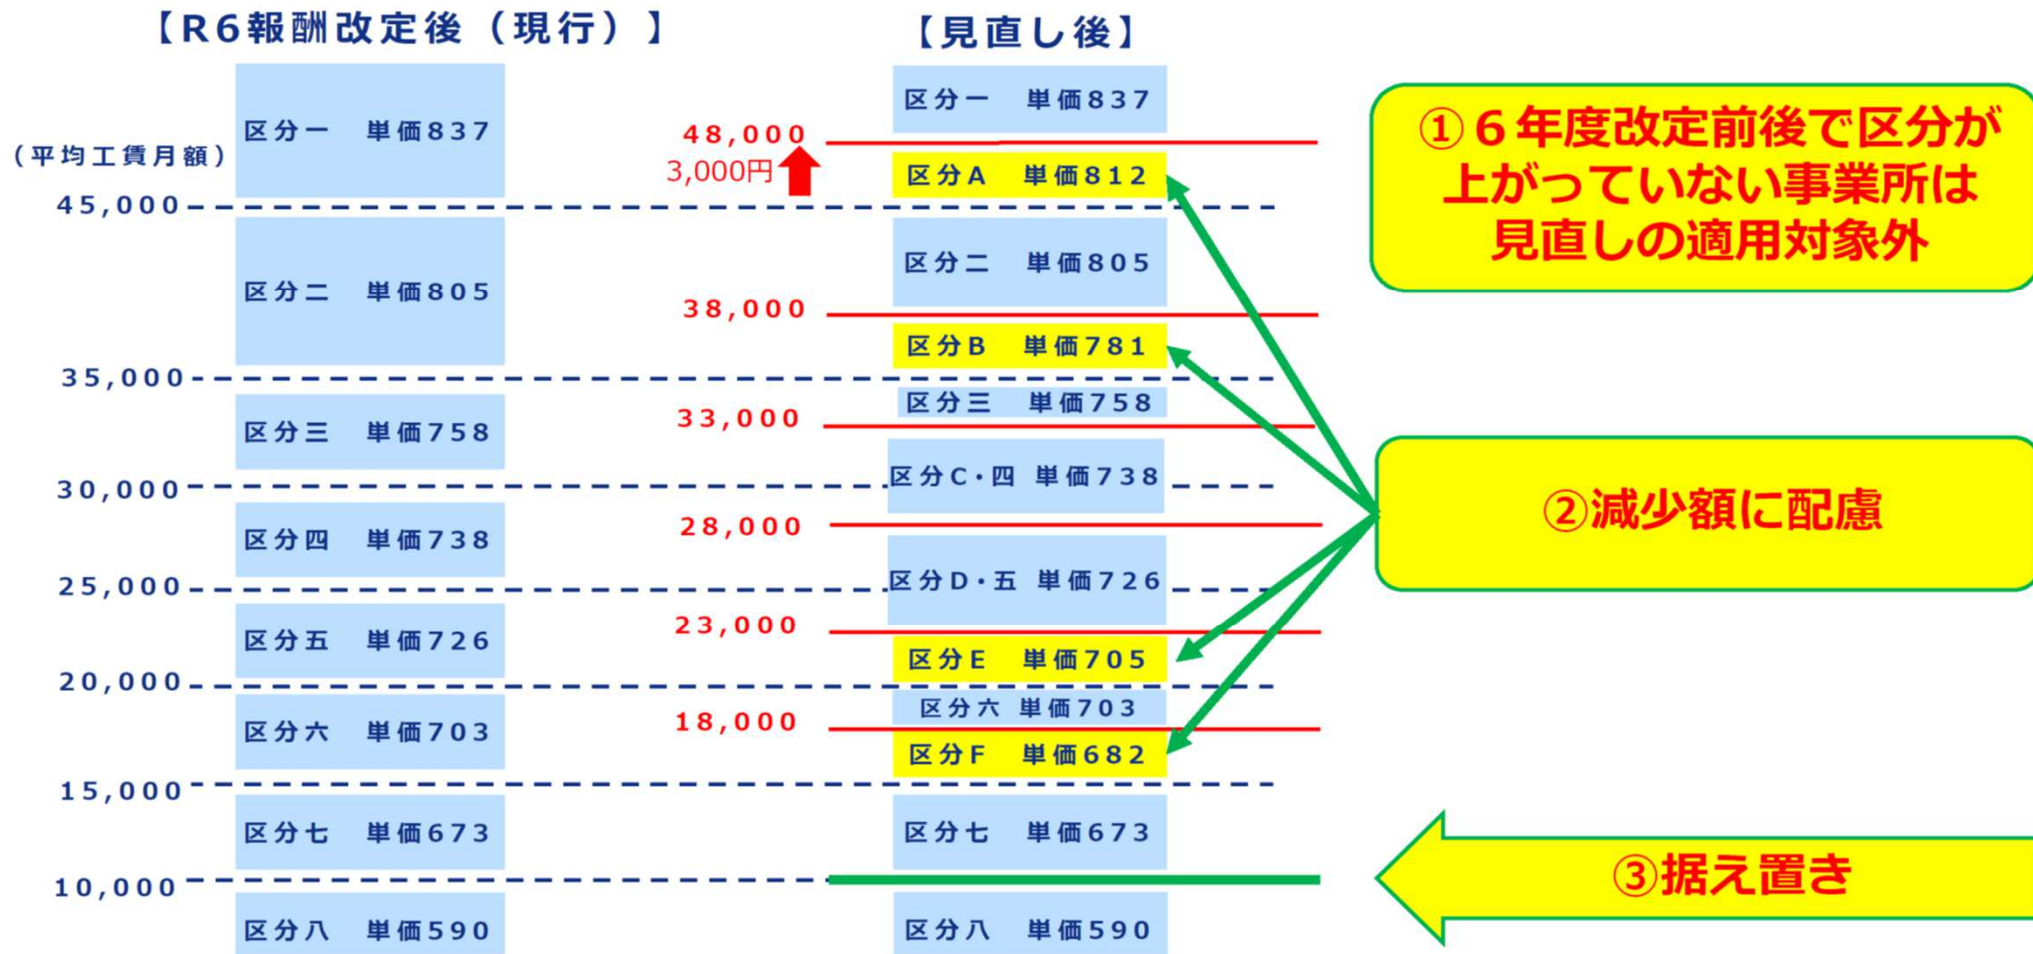 【R6報酬改定後（現行）】
（平均工賃月額）
区分一　単価837
45,000
区分二　単価805
35,000
区分三　単価758
30,000
区分四　単価738
25,000
区分五　単価726
20,000
区分六　単価703
15,000
区分七　単価673
10,000
区分八　単価590
【見直し後】
区分一　単価837
48,000
3,000円
区分A　単価812
区分二　単価805
38,000
区分B　単価781
区分三　単価758
33,000
区分C・四 単価738
28,000
区分D・五 単価726
23,000
区分E　単価705
区分六 単価703
18,000
区分F　単価682
区分七　単価673
区分八　単価590
①６年度改定前後で区分が
上がっていない事業所は
見直しの適用対象外
②減少額に配慮
③据え置き